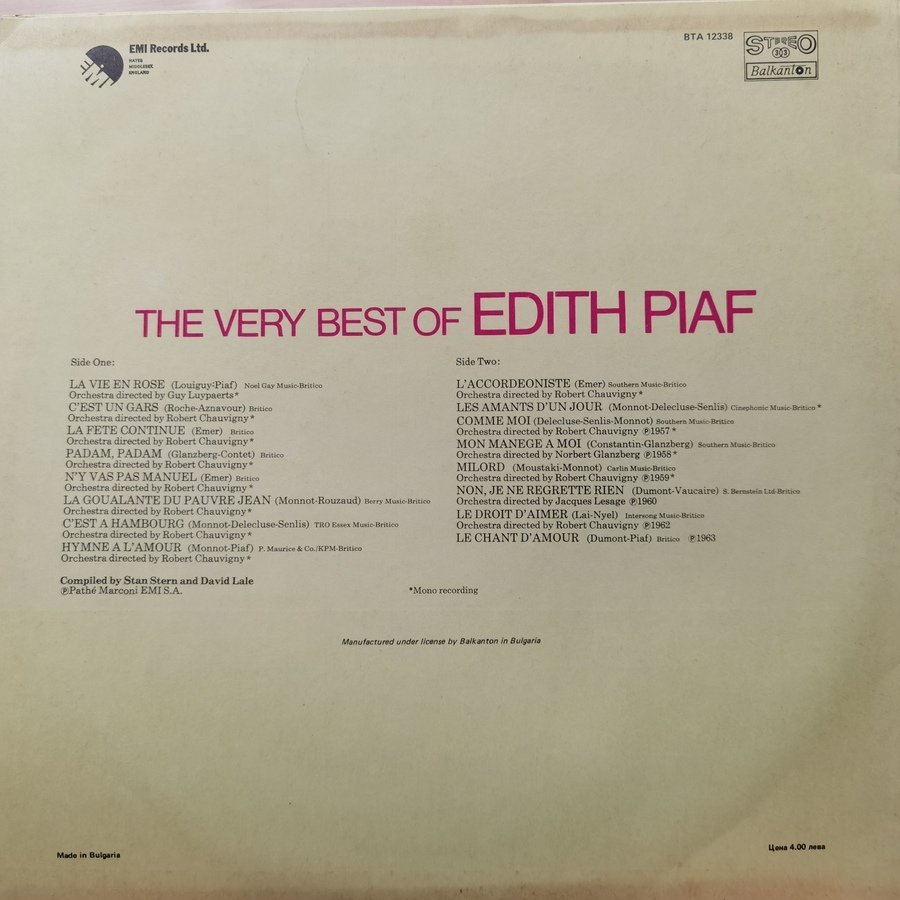 EMI
EMI Records Ltd.
HAYES
MIDDLESEX
ENGLAND
BTA 12338
STEREO
33
Balkanton
THE VERY BEST OF EDITH PIAF
Side One:
LA VIE EN ROSE (Louiguy-Piaf) Noel Gay Music-Britico
Orchestra directed by Guy Luypaerts*
C'EST UN GARS (Roche-Aznavour) Britico
Orchestra directed by Robert Chauvigny*
LA FETE CONTINUE (Emer) Britico
Orchestra directed by Robert Chauvigny*
PADAM, PADAM (Glanzberg-Contet) Britico
Orchestra directed by Robert Chauvigny*
N'Y VAS PAS MANUEL (Emer) Britico
Orchestra directed by Robert Chauvigny*
LA GOUALANTE DU PAUVRE JEAN (Monnot-Rouzaud) Berry Music-Britico
Orchestra directed by Robert Chauvigny*
C'EST A HAMBOURG (Monnot-Delecluse-Senlis) TRO Essex Music-Britico
Orchestra directed by Robert Chauvigny*
HYMNE A L'AMOUR (Monnot-Piaf) P. Maurice & Co./KPM-Britico
Orchestra directed by Robert Chauvigny*
Compiled by Stan Stern and David Lale
℗Pathé Marconi EMI S.A.
Side Two:
L'ACCORDEONISTE (Emer) Southern Music-Britico
Orchestra directed by Robert Chauvigny*
LES AMANTS D'UN JOUR (Monnot-Delecluse-Senlis) Cinephonic Music-Britico*
COMME MOI (Delecluse-Senlis-Monnot) Southern Music-Britico
Orchestra directed by Robert Chauvigny ℗1957*
MON MANEGE A MOI (Constantin-Glanzberg) Southern Music-Britico
Orchestra directed by Norbert Glanzberg ℗1958*
MILORD (Moustaki-Monnot) Carlin Music-Britico
Orchestra directed by Robert Chauvigny ℗1959*
NON, JE NE REGRETTE RIEN (Dumont-Vaucaire) S. Bernstein Ltd-Britico
Orchestra directed by Jacques Lesage ℗1960
LE DROIT D'AIMER (Lai-Nyel) Intersong Music-Britico
Orchestra directed by Robert Chauvigny ℗1962
LE CHANT D'AMOUR (Dumont-Piaf) Britico ℗1963
*Mono recording
Manufactured under license by Balkanton in Bulgaria
Made in Bulgaria
Цена 4.00 лева